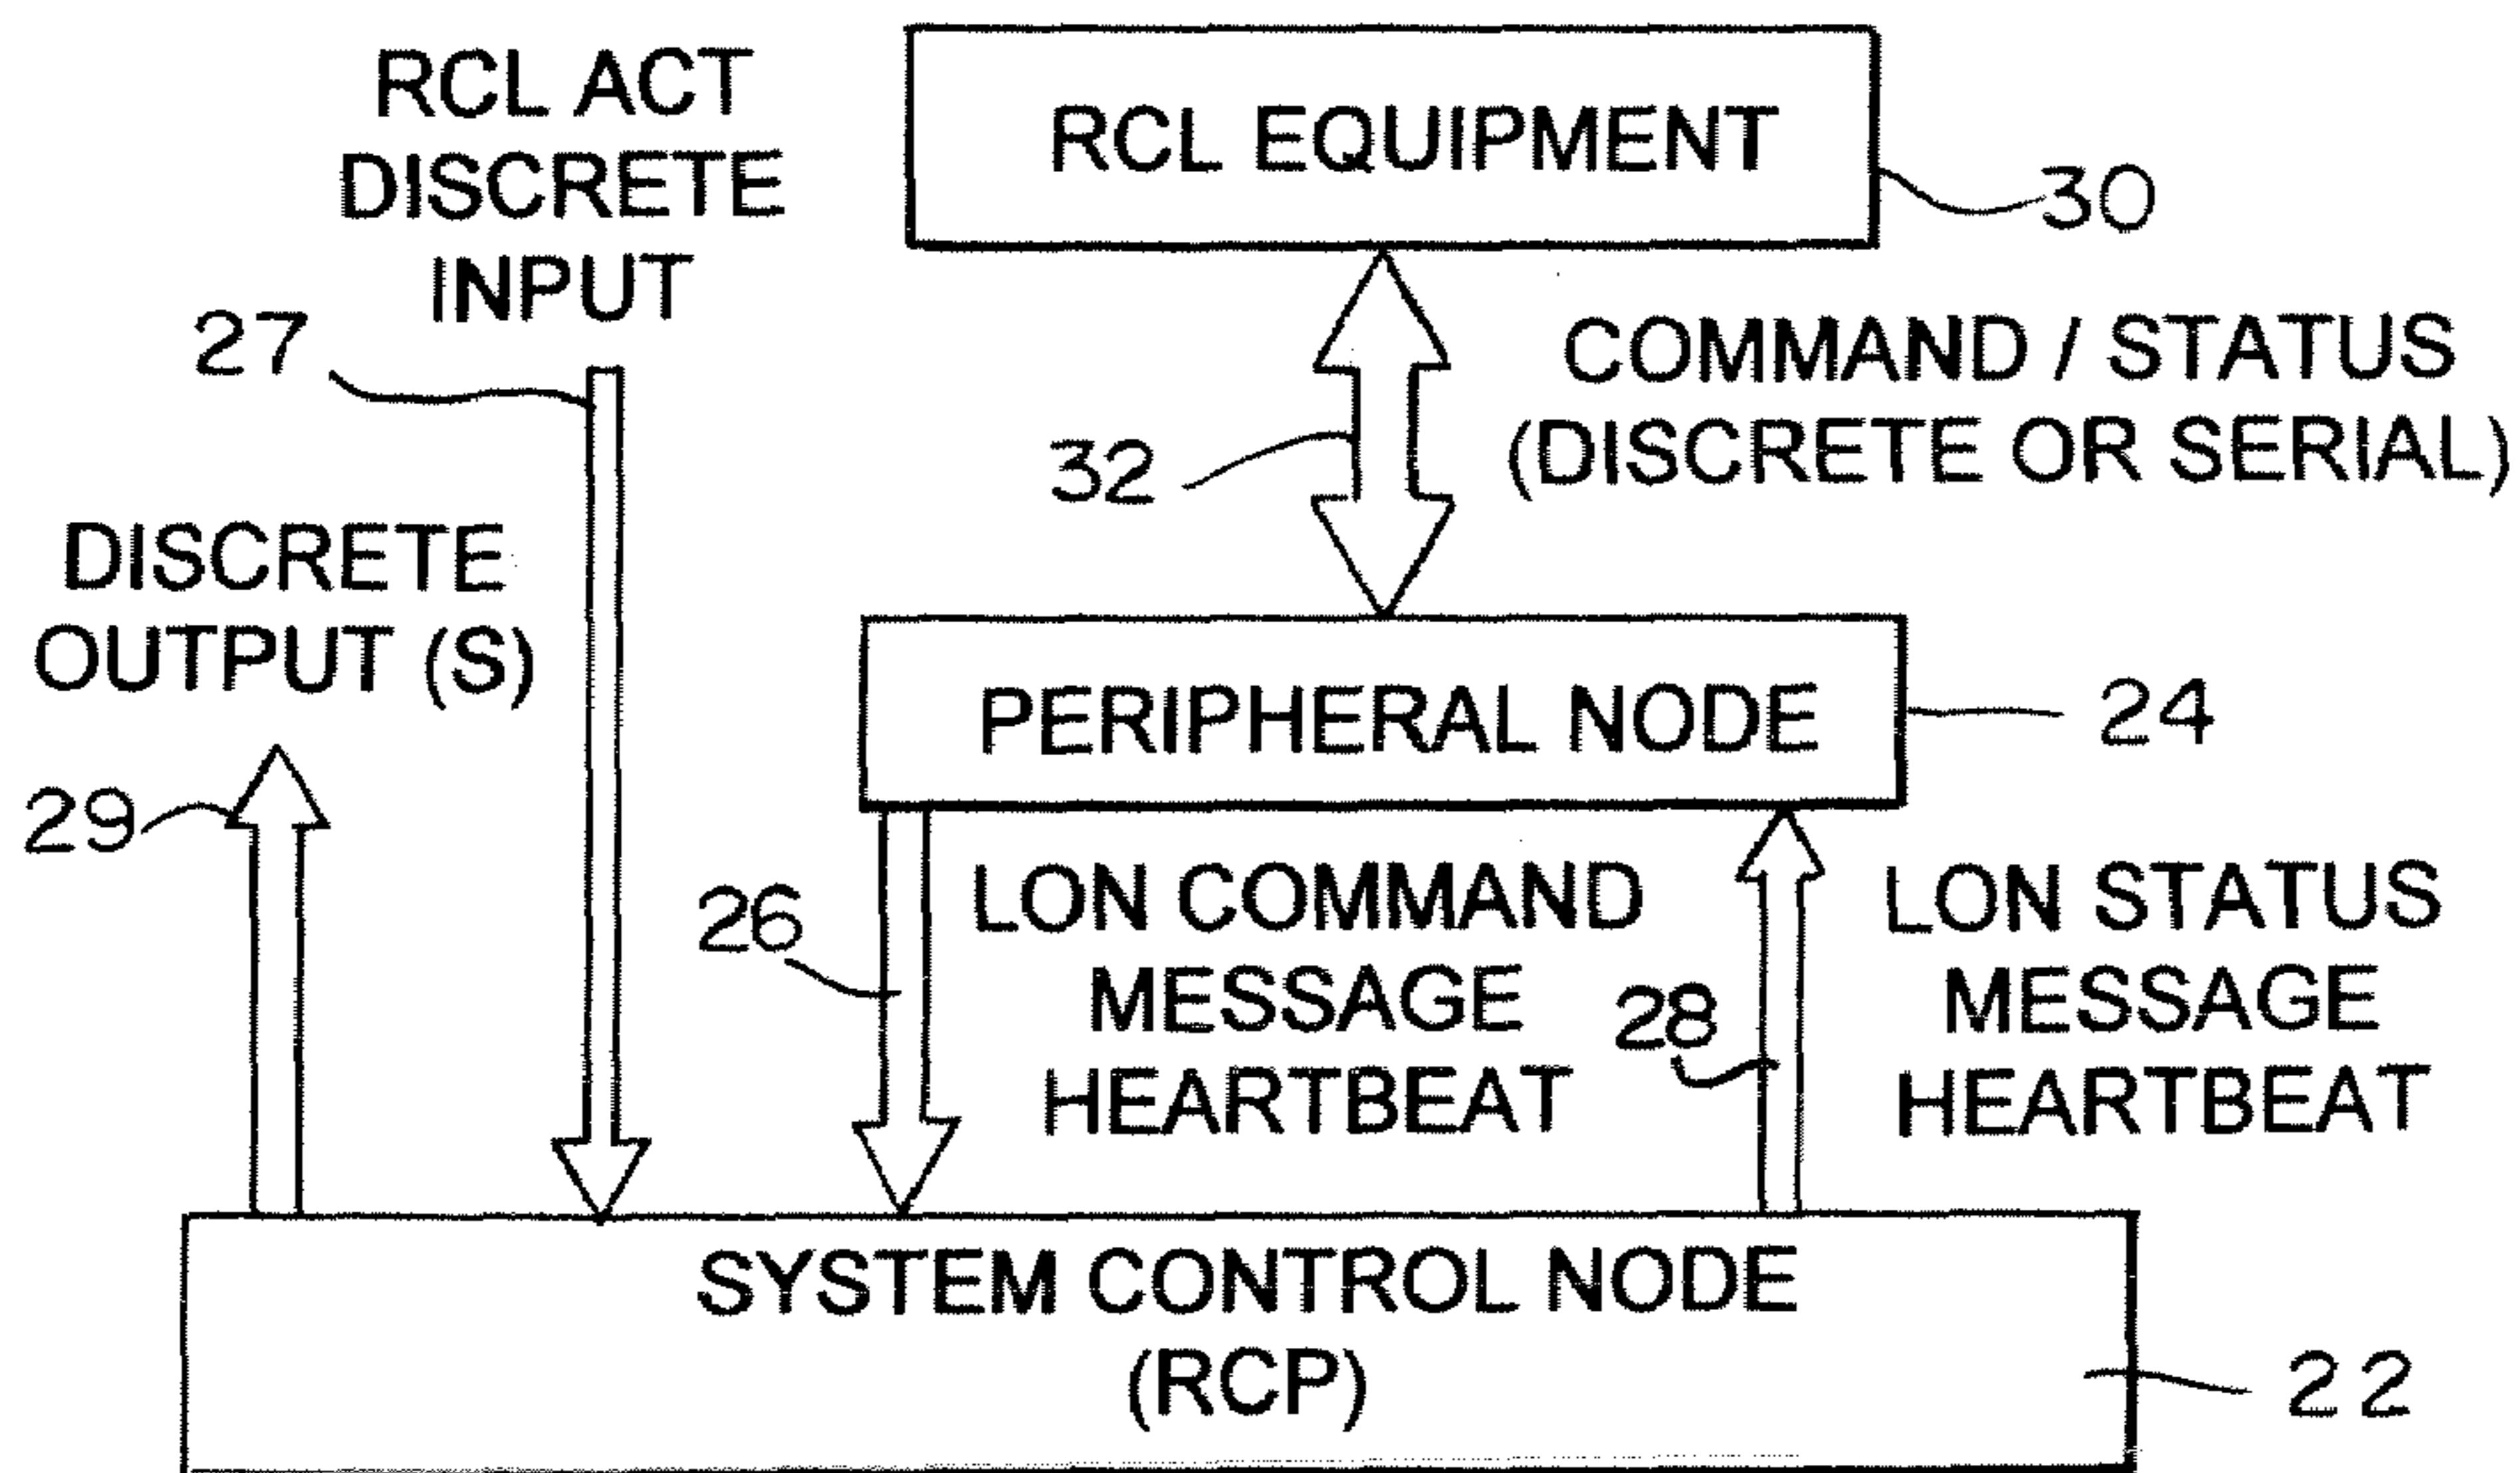 RCL ACT
DISCRETE
INPUT
27
RCL EQUIPMENT
30
COMMAND / STATUS
(DISCRETE OR SERIAL)
32
DISCRETE
OUTPUT (S)
29
PERIPHERAL NODE
24
26
LON COMMAND
MESSAGE
HEARTBEAT
28
LON STATUS
MESSAGE
HEARTBEAT
SYSTEM CONTROL NODE
(RCP)
22